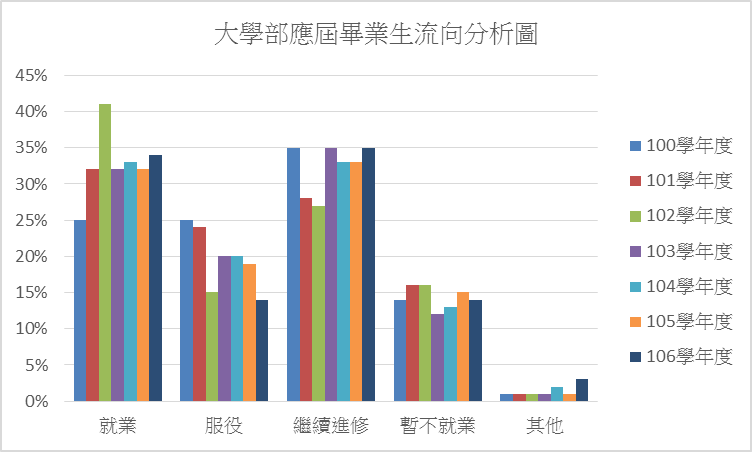 大學部應屆畢業生流向分析圖
45%
40%
35%
30%
25%
20%
15%
10%
5%
0%
就業
服役
繼續進修
暫不就業
其他
100學年度
101學年度
102學年度
103學年度
104學年度
105學年度
106學年度